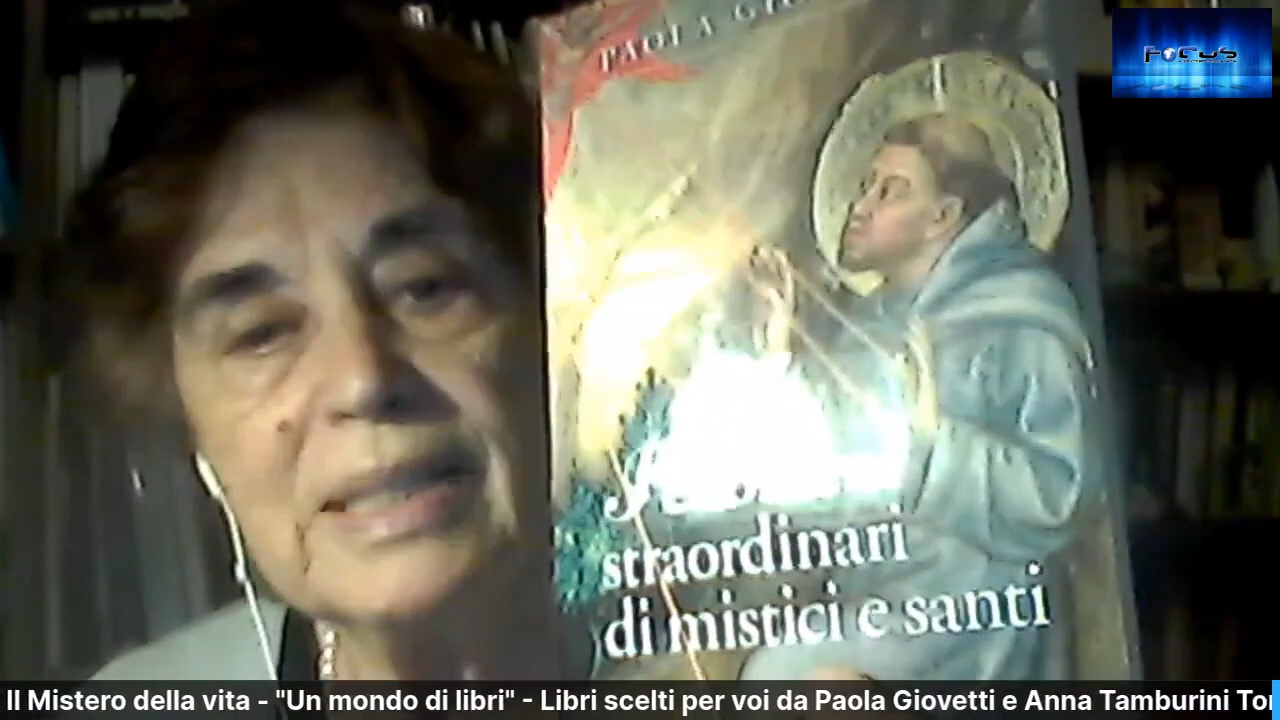 PAOLA GIO
FOCUS
straordinari
di mistici e santi
Il Mistero della vita - "Un mondo di libri" - Libri scelti per voi da Paola Giovetti e Anna Tamburini Tor